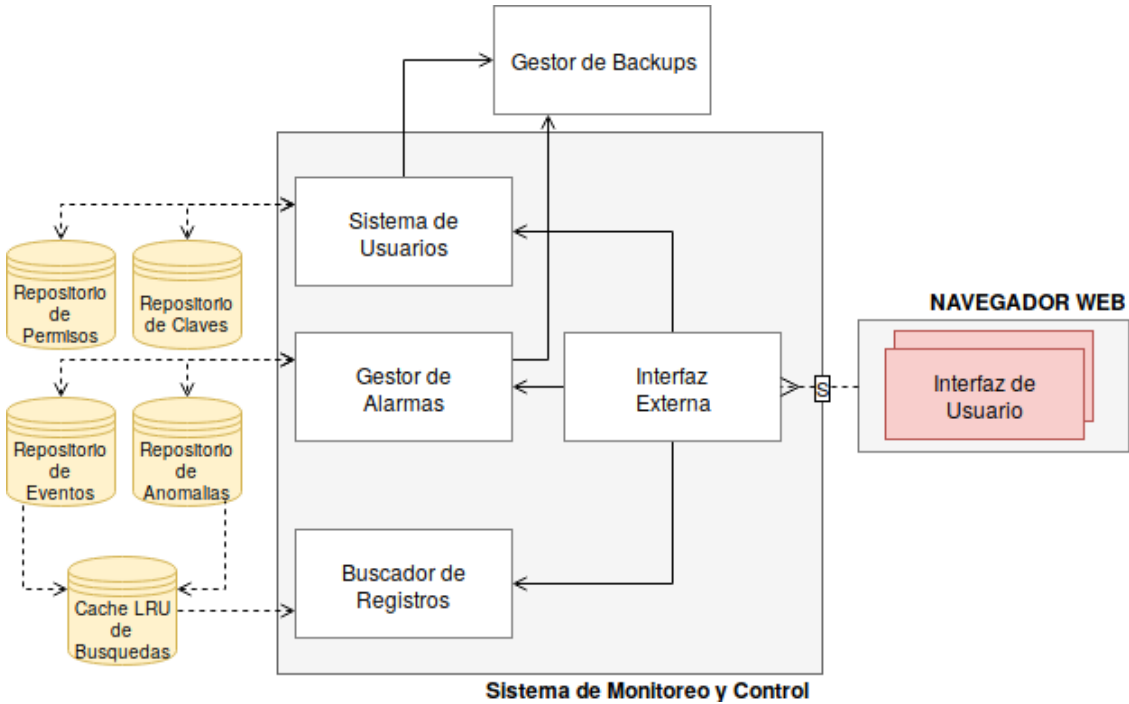 Gestor de Backups
Sistema de
Usuarios
Repositorio
de
Permisos
Repositorio
de Claves
NAVEGADOR WEB
Gestor de
Alarmas
Interfaz
Externa
S
Interfaz de
Usuario
Repositorio
de
Eventos
Repositorio
de
Anomalias
Buscador de
Registros
Cache LRU
de
Busquedas
Sistema de Monitoreo y Control